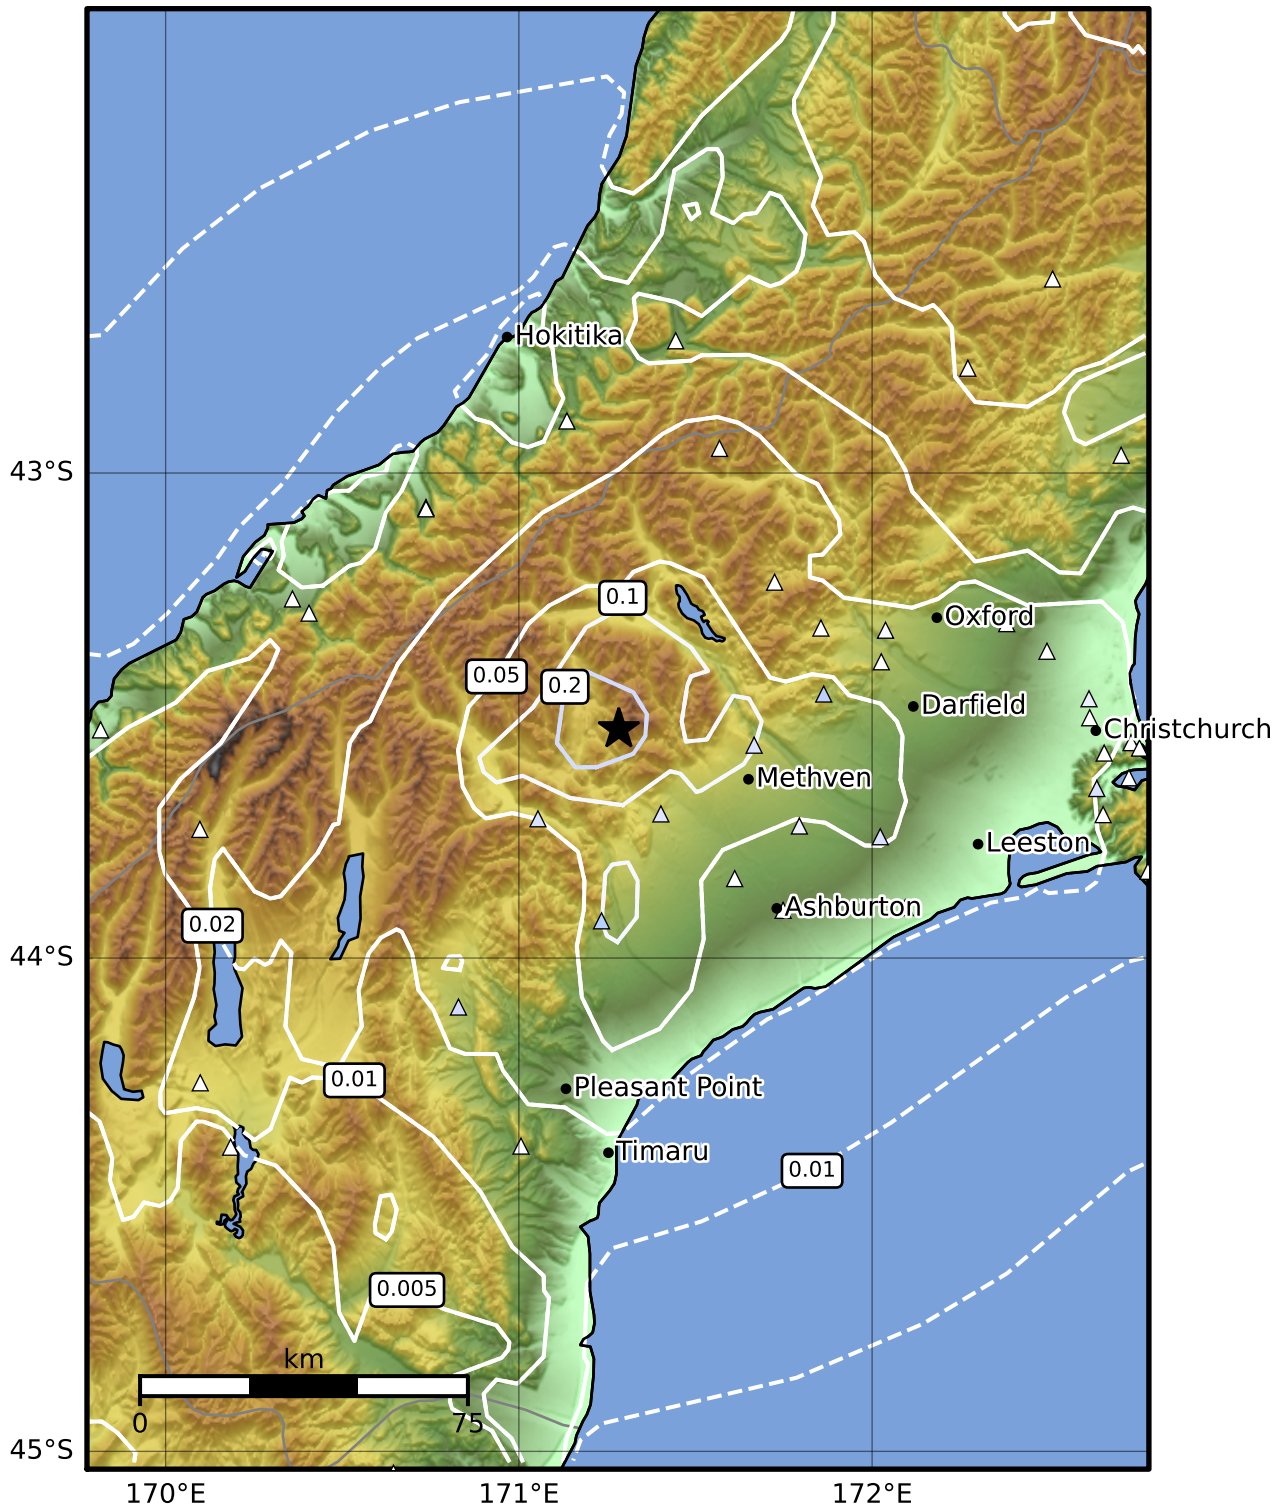 Hokitika
43°S
0.1
Oxford
0.05
0.2
Darfield
Christchurch
Methven
Leeston
Ashburton
0.02
44°S
0.01
Pleasant Point
Timaru
0.01
0.005
km
0
75
45°S
170°E
171°E
172°E